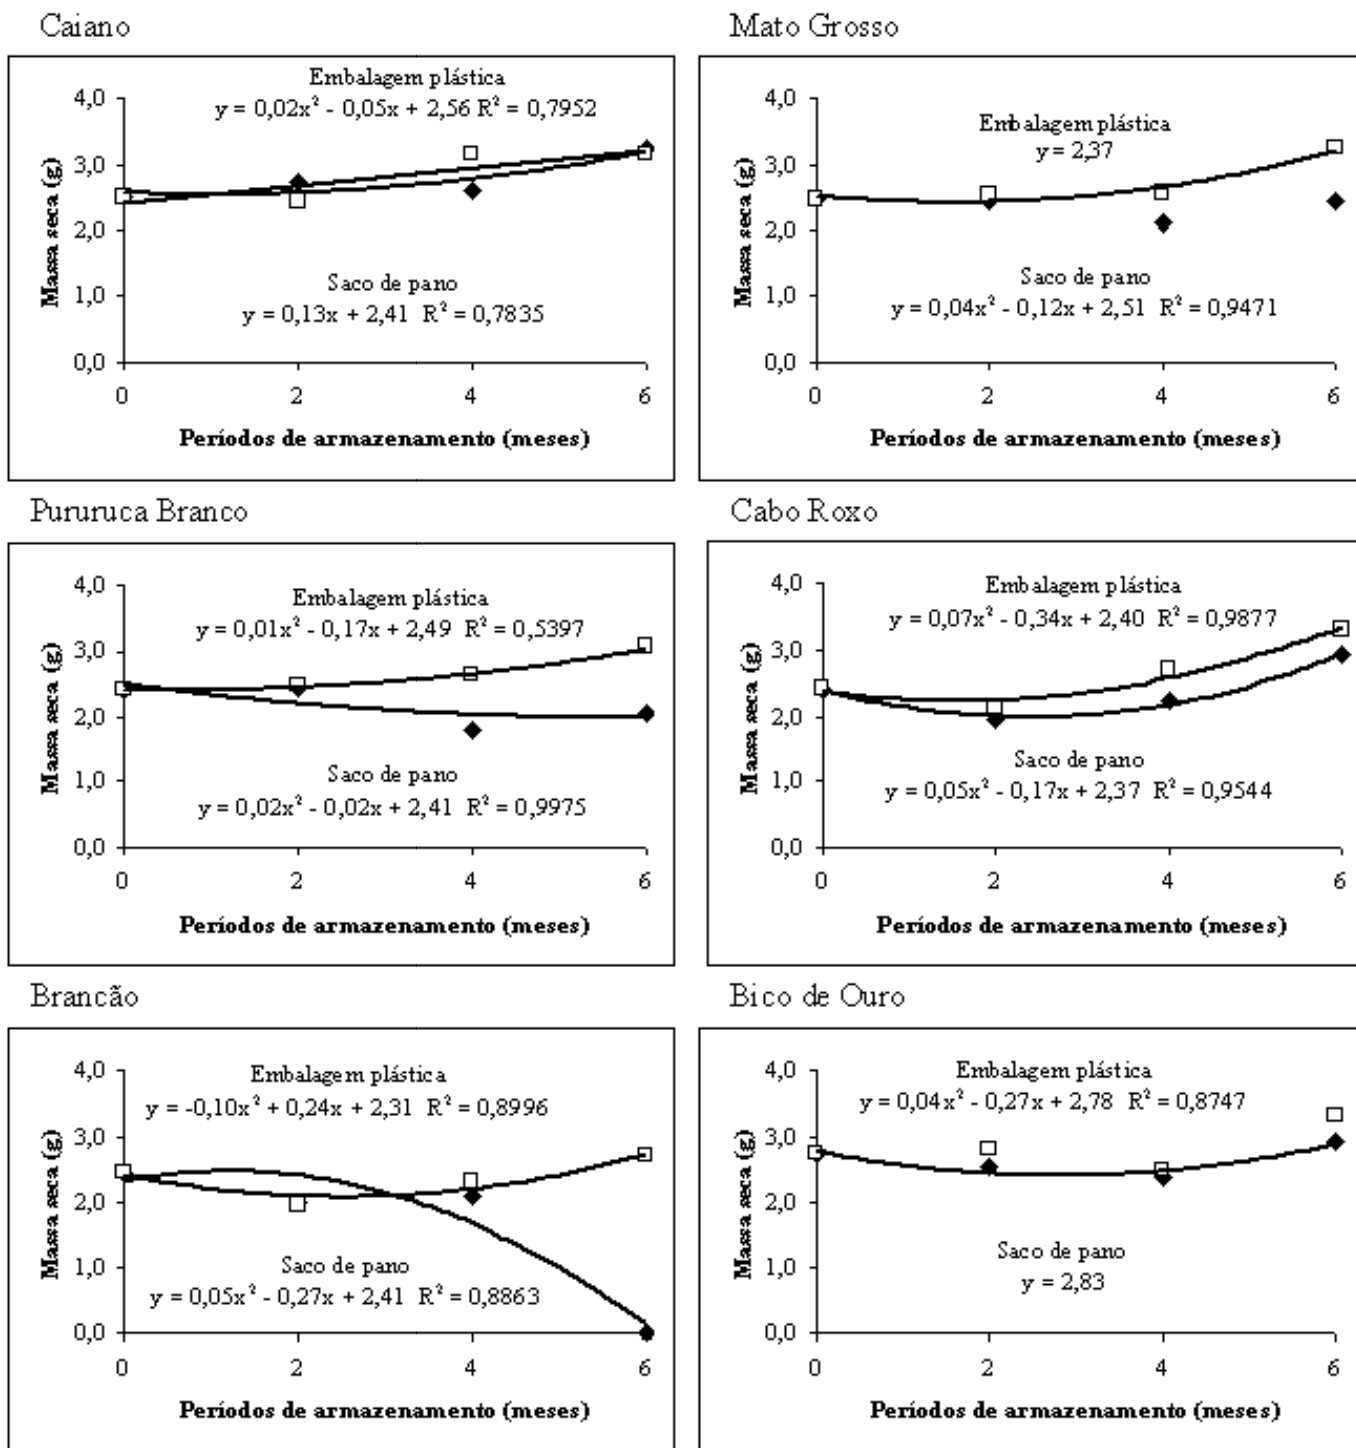 Caiano
Embalagem plástica
y = 0,02x² - 0,05x + 2,56 R² = 0,7952
4,0
3,0
2,0
1,0
0,0
Massa seca (g)
Saco de pano
y = 0,13x + 2,41 R² = 0,7835
0 2 4 6
Períodos de armazenamento (meses)
Mato Grosso
Embalagem plástica
y = 2,37
4,0
3,0
2,0
1,0
0,0
Massa seca (g)
Saco de pano
y = 0,04x² - 0,12x + 2,51 R² = 0,9471
0 2 4 6
Períodos de armazenamento (meses)
Pururuca Branco
Embalagem plástica
y = 0,01x² - 0,17x + 2,49 R² = 0,5397
4,0
3,0
2,0
1,0
0,0
Massa seca (g)
Saco de pano
y = 0,02x² - 0,02x + 2,41 R² = 0,9975
0 2 4 6
Períodos de armazenamento (meses)
Cabo Roxo
Embalagem plástica
y = 0,07x² - 0,34x + 2,40 R² = 0,9877
4,0
3,0
2,0
1,0
0,0
Massa seca (g)
Saco de pano
y = 0,05x² - 0,17x + 2,37 R² = 0,9544
0 2 4 6
Períodos de armazenamento (meses)
Brancão
Embalagem plástica
y = -0,10x² + 0,24x + 2,31 R² = 0,8996
4,0
3,0
2,0
1,0
0,0
Massa seca (g)
Saco de pano
y = 0,05x² - 0,27x + 2,41 R² = 0,8863
0 2 4 6
Períodos de armazenamento (meses)
Bico de Ouro
Embalagem plástica
y = 0,04x² - 0,27x + 2,78 R² = 0,8747
4,0
3,0
2,0
1,0
0,0
Massa seca (g)
Saco de pano
y = 2,83
0 2 4 6
Períodos de armazenamento (meses)